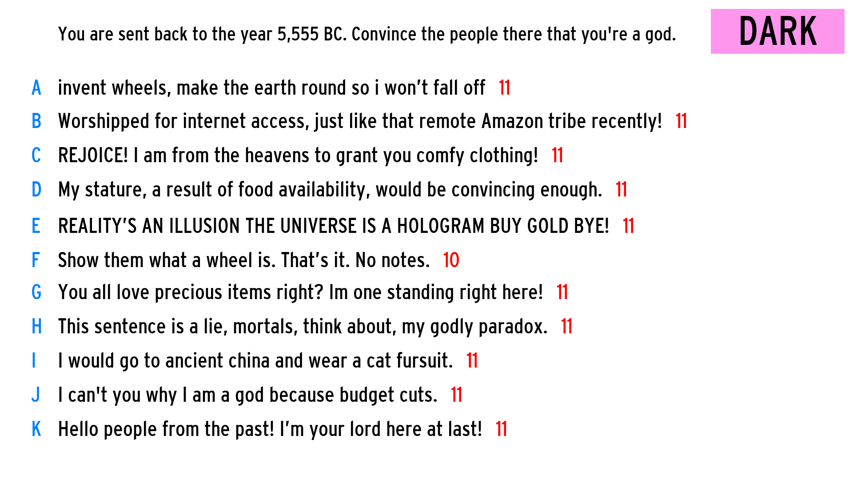 You are sent back to the year 5,555 BC. Convince the people there that you're a god.
DARK
A invent wheels, make the earth round so i won't fall off 11
B Worshipped for internet access, just like that remote Amazon tribe recently! 11
C REJOICE! I am from the heavens to grant you comfy clothing! 11
D My stature, a result of food availability, would be convincing enough. 11
E REALITY'S AN ILLUSION THE UNIVERSE IS A HOLOGRAM BUY GOLD BYE! 11
F Show them what a wheel is. That's it. No notes. 10
G You all love precious items right? Im one standing right here! 11
H This sentence is a lie, mortals, think about, my godly paradox. 11
I I would go to ancient china and wear a cat fursuit. 11
J I can't you why I am a god because budget cuts. 11
K Hello people from the past! I'm your lord here at last! 11